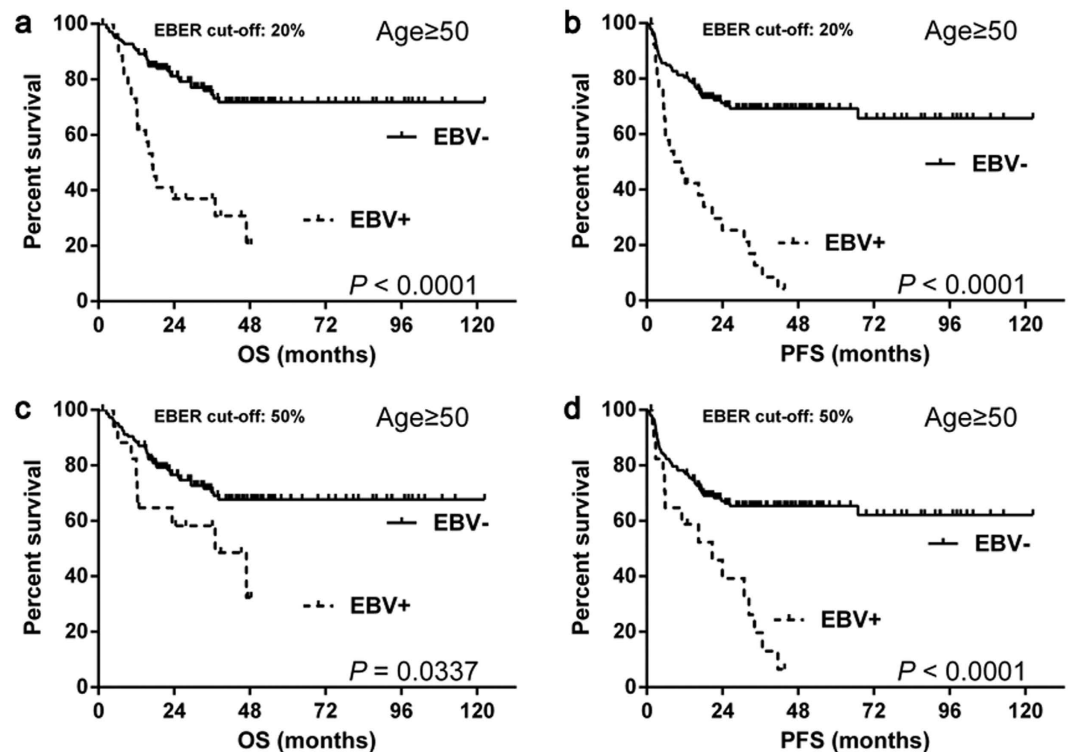 a
EBER cut-off: 20%
Age≥50
Percent survival
100
80
60
40
20
0
EBV-
EBV+
P < 0.0001
0 24 48 72 96 120
OS (months)
b
EBER cut-off: 20%
Age≥50
Percent survival
100
80
60
40
20
0
EBV-
EBV+
P < 0.0001
0 24 48 72 96 120
PFS (months)
c
EBER cut-off: 50%
Age≥50
Percent survival
100
80
60
40
20
0
EBV-
EBV+
P = 0.0337
0 24 48 72 96 120
OS (months)
d
EBER cut-off: 50%
Age≥50
Percent survival
100
80
60
40
20
0
EBV-
EBV+
P < 0.0001
0 24 48 72 96 120
PFS (months)